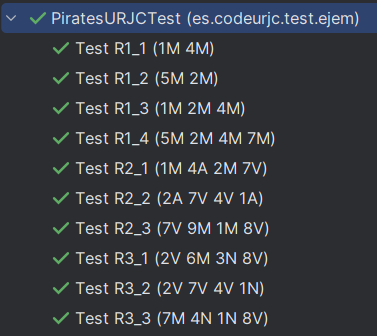 PiratesURJCTest (es.codeurjc.test.ejem)
Test R1_1 (1M 4M)
Test R1_2 (5M 2M)
Test R1_3 (1M 2M 4M)
Test R1_4 (5M 2M 4M 7M)
Test R2_1 (1M 4A 2M 7V)
Test R2_2 (2A 7V 4V 1A)
Test R2_3 (7V 9M 1M 8V)
Test R3_1 (2V 6M 3N 8V)
Test R3_2 (2V 7V 4V 1N)
Test R3_3 (7M 4N 1N 8V)